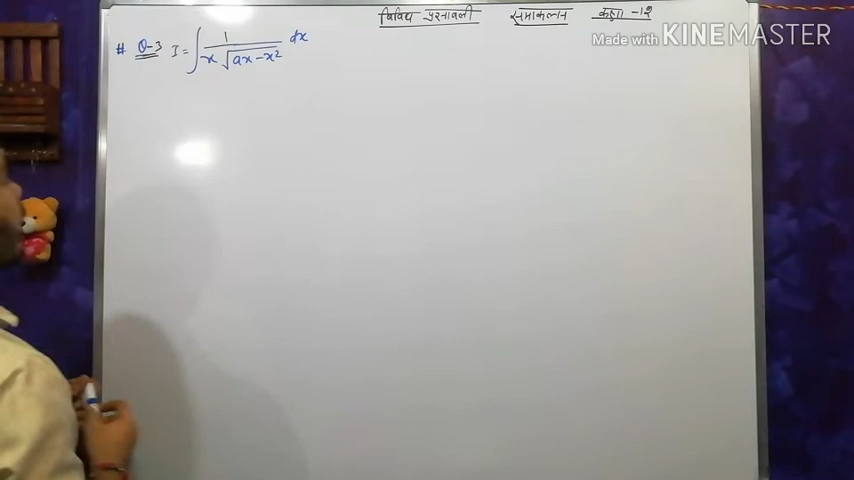 विविध प्रश्नावली समाकलन कक्षा -12
Made with KINEMASTER
# Q-3 I = ∫ 1 / (x √(ax - x²)) dx